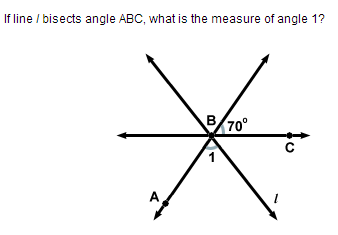 If line l bisects angle ABC, what is the measure of angle 1?
B
70°
C
1
A
l